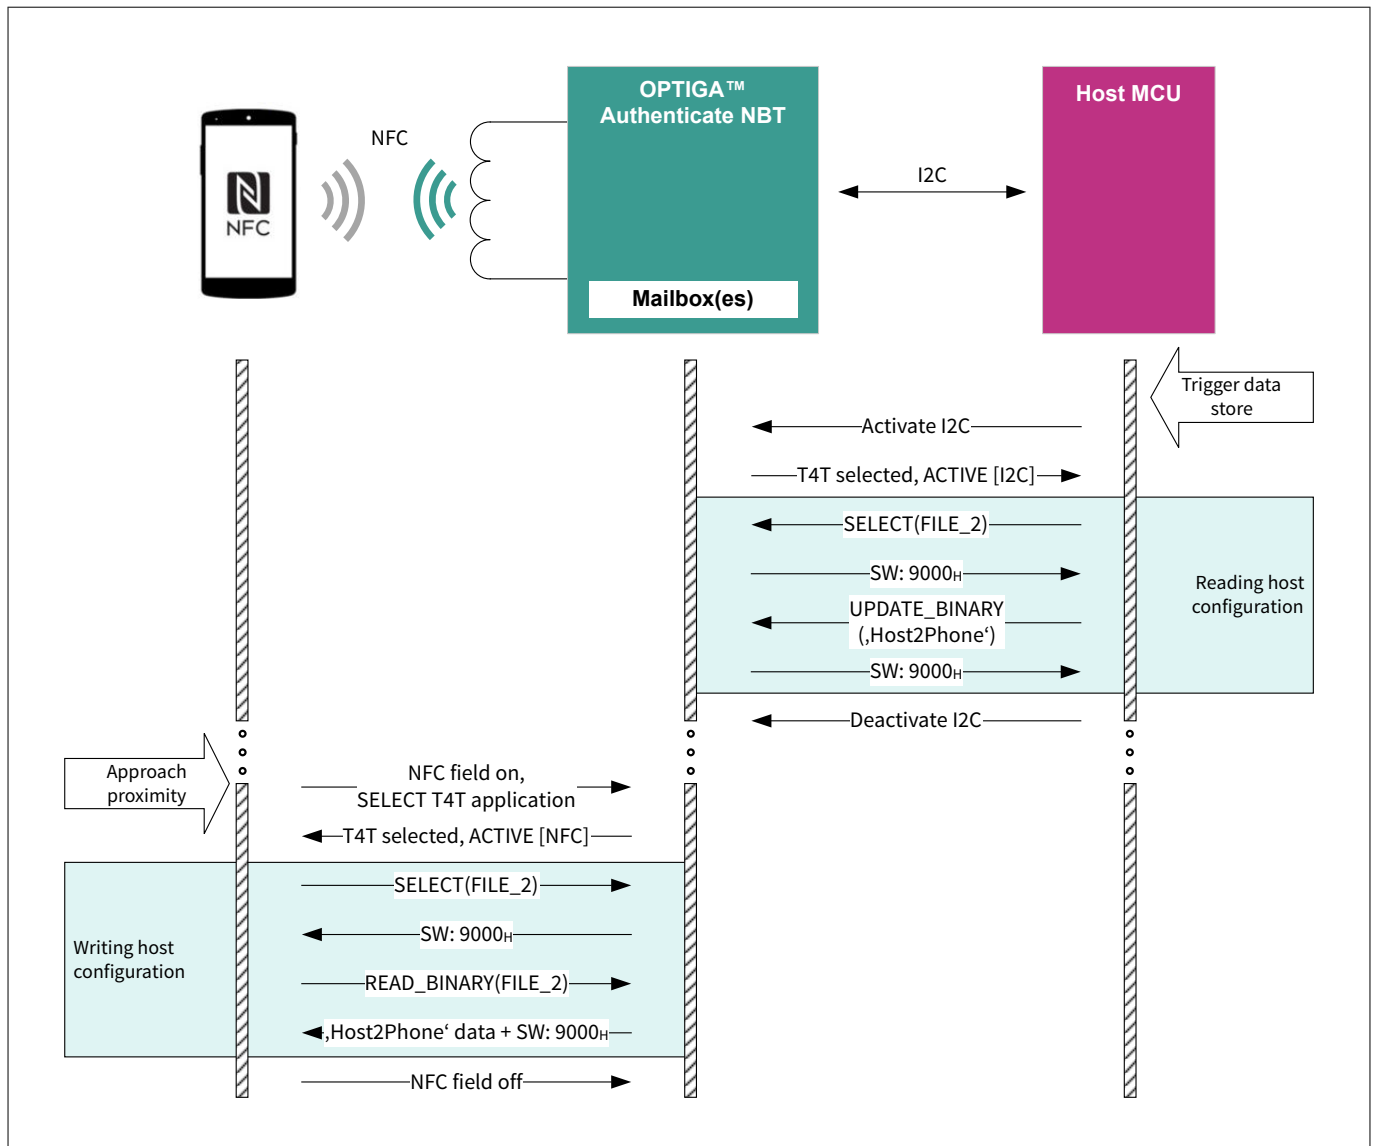 OPTIGA™
Authenticate NBT
Host MCU
NFC
I2C
NFC
Mailbox(es)
Trigger data
store
Activate I2C
T4T selected, ACTIVE [I2C]
SELECT(FILE_2)
SW: 9000H
Reading host
configuration
UPDATE_BINARY
(‚Host2Phone‘)
SW: 9000H
Deactivate I2C
Approach
proximity
NFC field on,
SELECT T4T application
T4T selected, ACTIVE [NFC]
SELECT(FILE_2)
SW: 9000H
Writing host
configuration
READ_BINARY(FILE_2)
‚Host2Phone‘ data + SW: 9000H
NFC field off